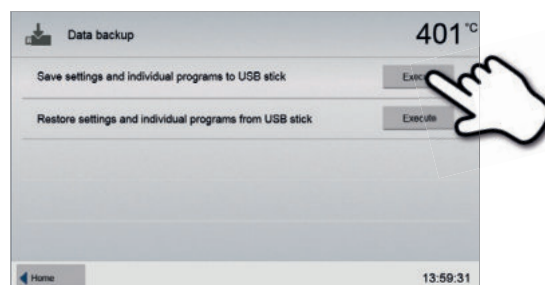 Data backup
401 °C
Save settings and individual programs to USB stick
Restore settings and individual programs from USB stick Execute
Home 13:59:31